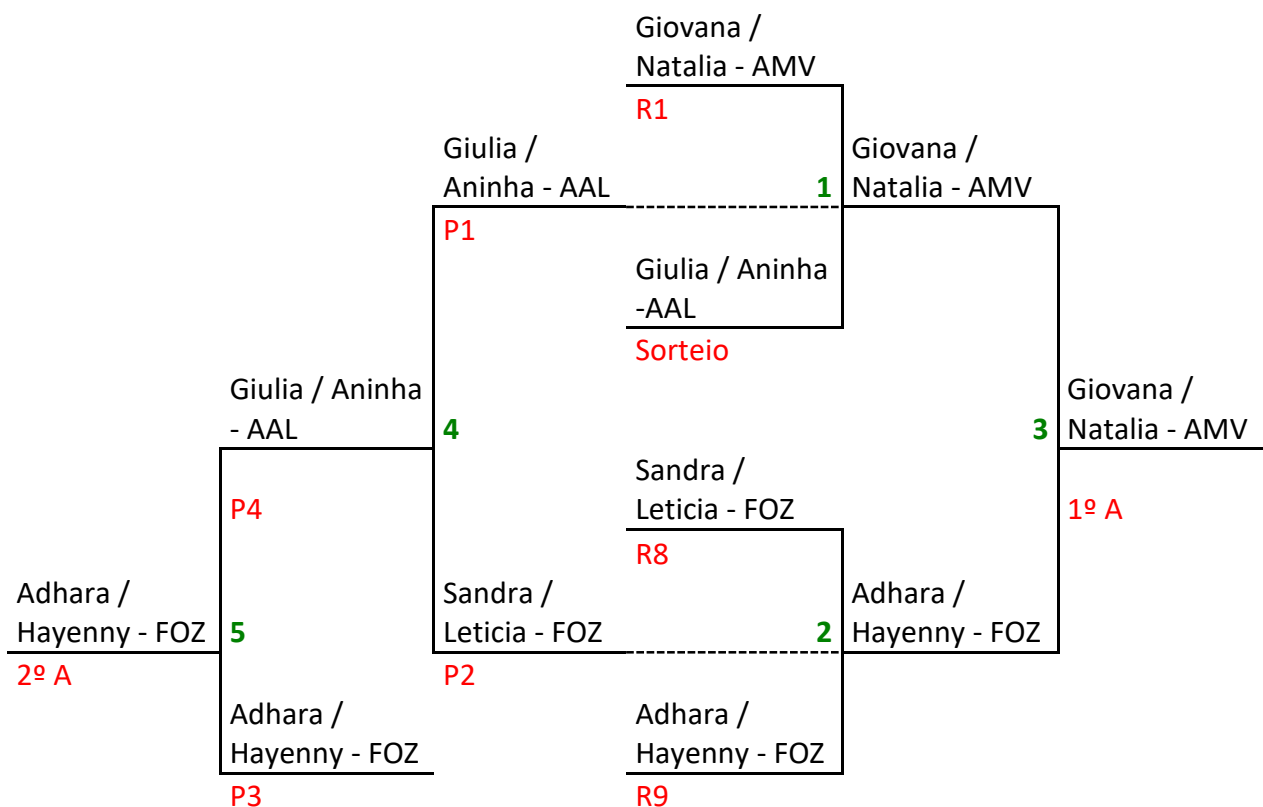 Giovana /
Natalia - AMV
R1
Giulia /
Aninha - AAL
1
Giovana /
Natalia - AMV
P1
Giulia / Aninha
-AAL
Sorteio
Giulia / Aninha
- AAL
4
3
Giovana /
Natalia - AMV
Sandra /
Leticia - FOZ
P4
1º A
R8
Adhara /
Hayenny - FOZ
5
Sandra /
Leticia - FOZ
2
Adhara /
Hayenny - FOZ
2º A
P2
Adhara /
Hayenny - FOZ
P3
Adhara /
Hayenny - FOZ
R9